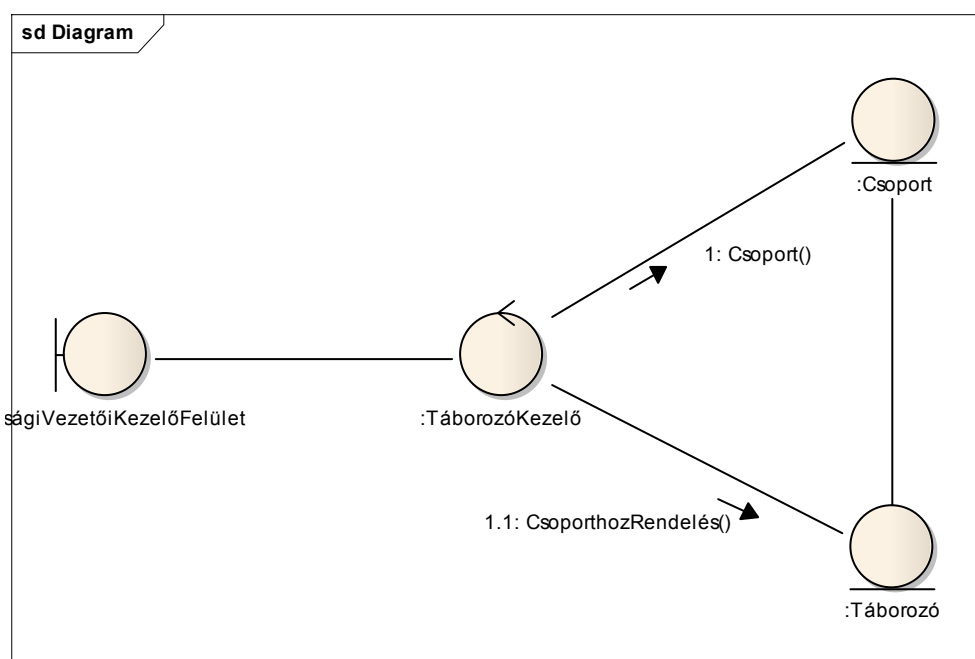 sd Diagram
:Csoport
1: Csoport()
ságiVezetőiKezelőFelület
:TáborozóKezelő
1.1: CsoporthozRendelés()
:Táborozó